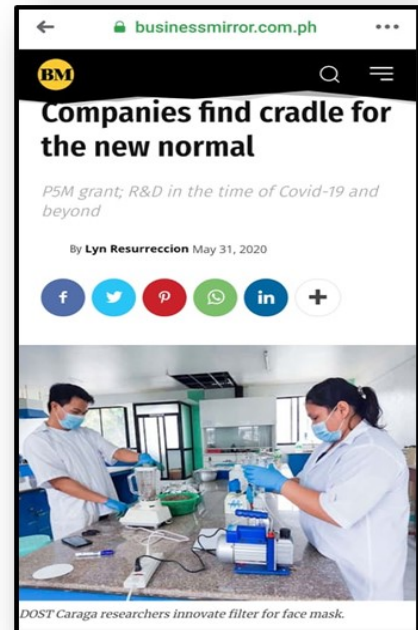 businessmirror.com.ph
BM
Companies find cradle for
the new normal
P5M grant; R&D in the time of Covid-19 and
beyond
By Lyn Resurreccion May 31, 2020
DOST Caraga researchers innovate filter for face mask.